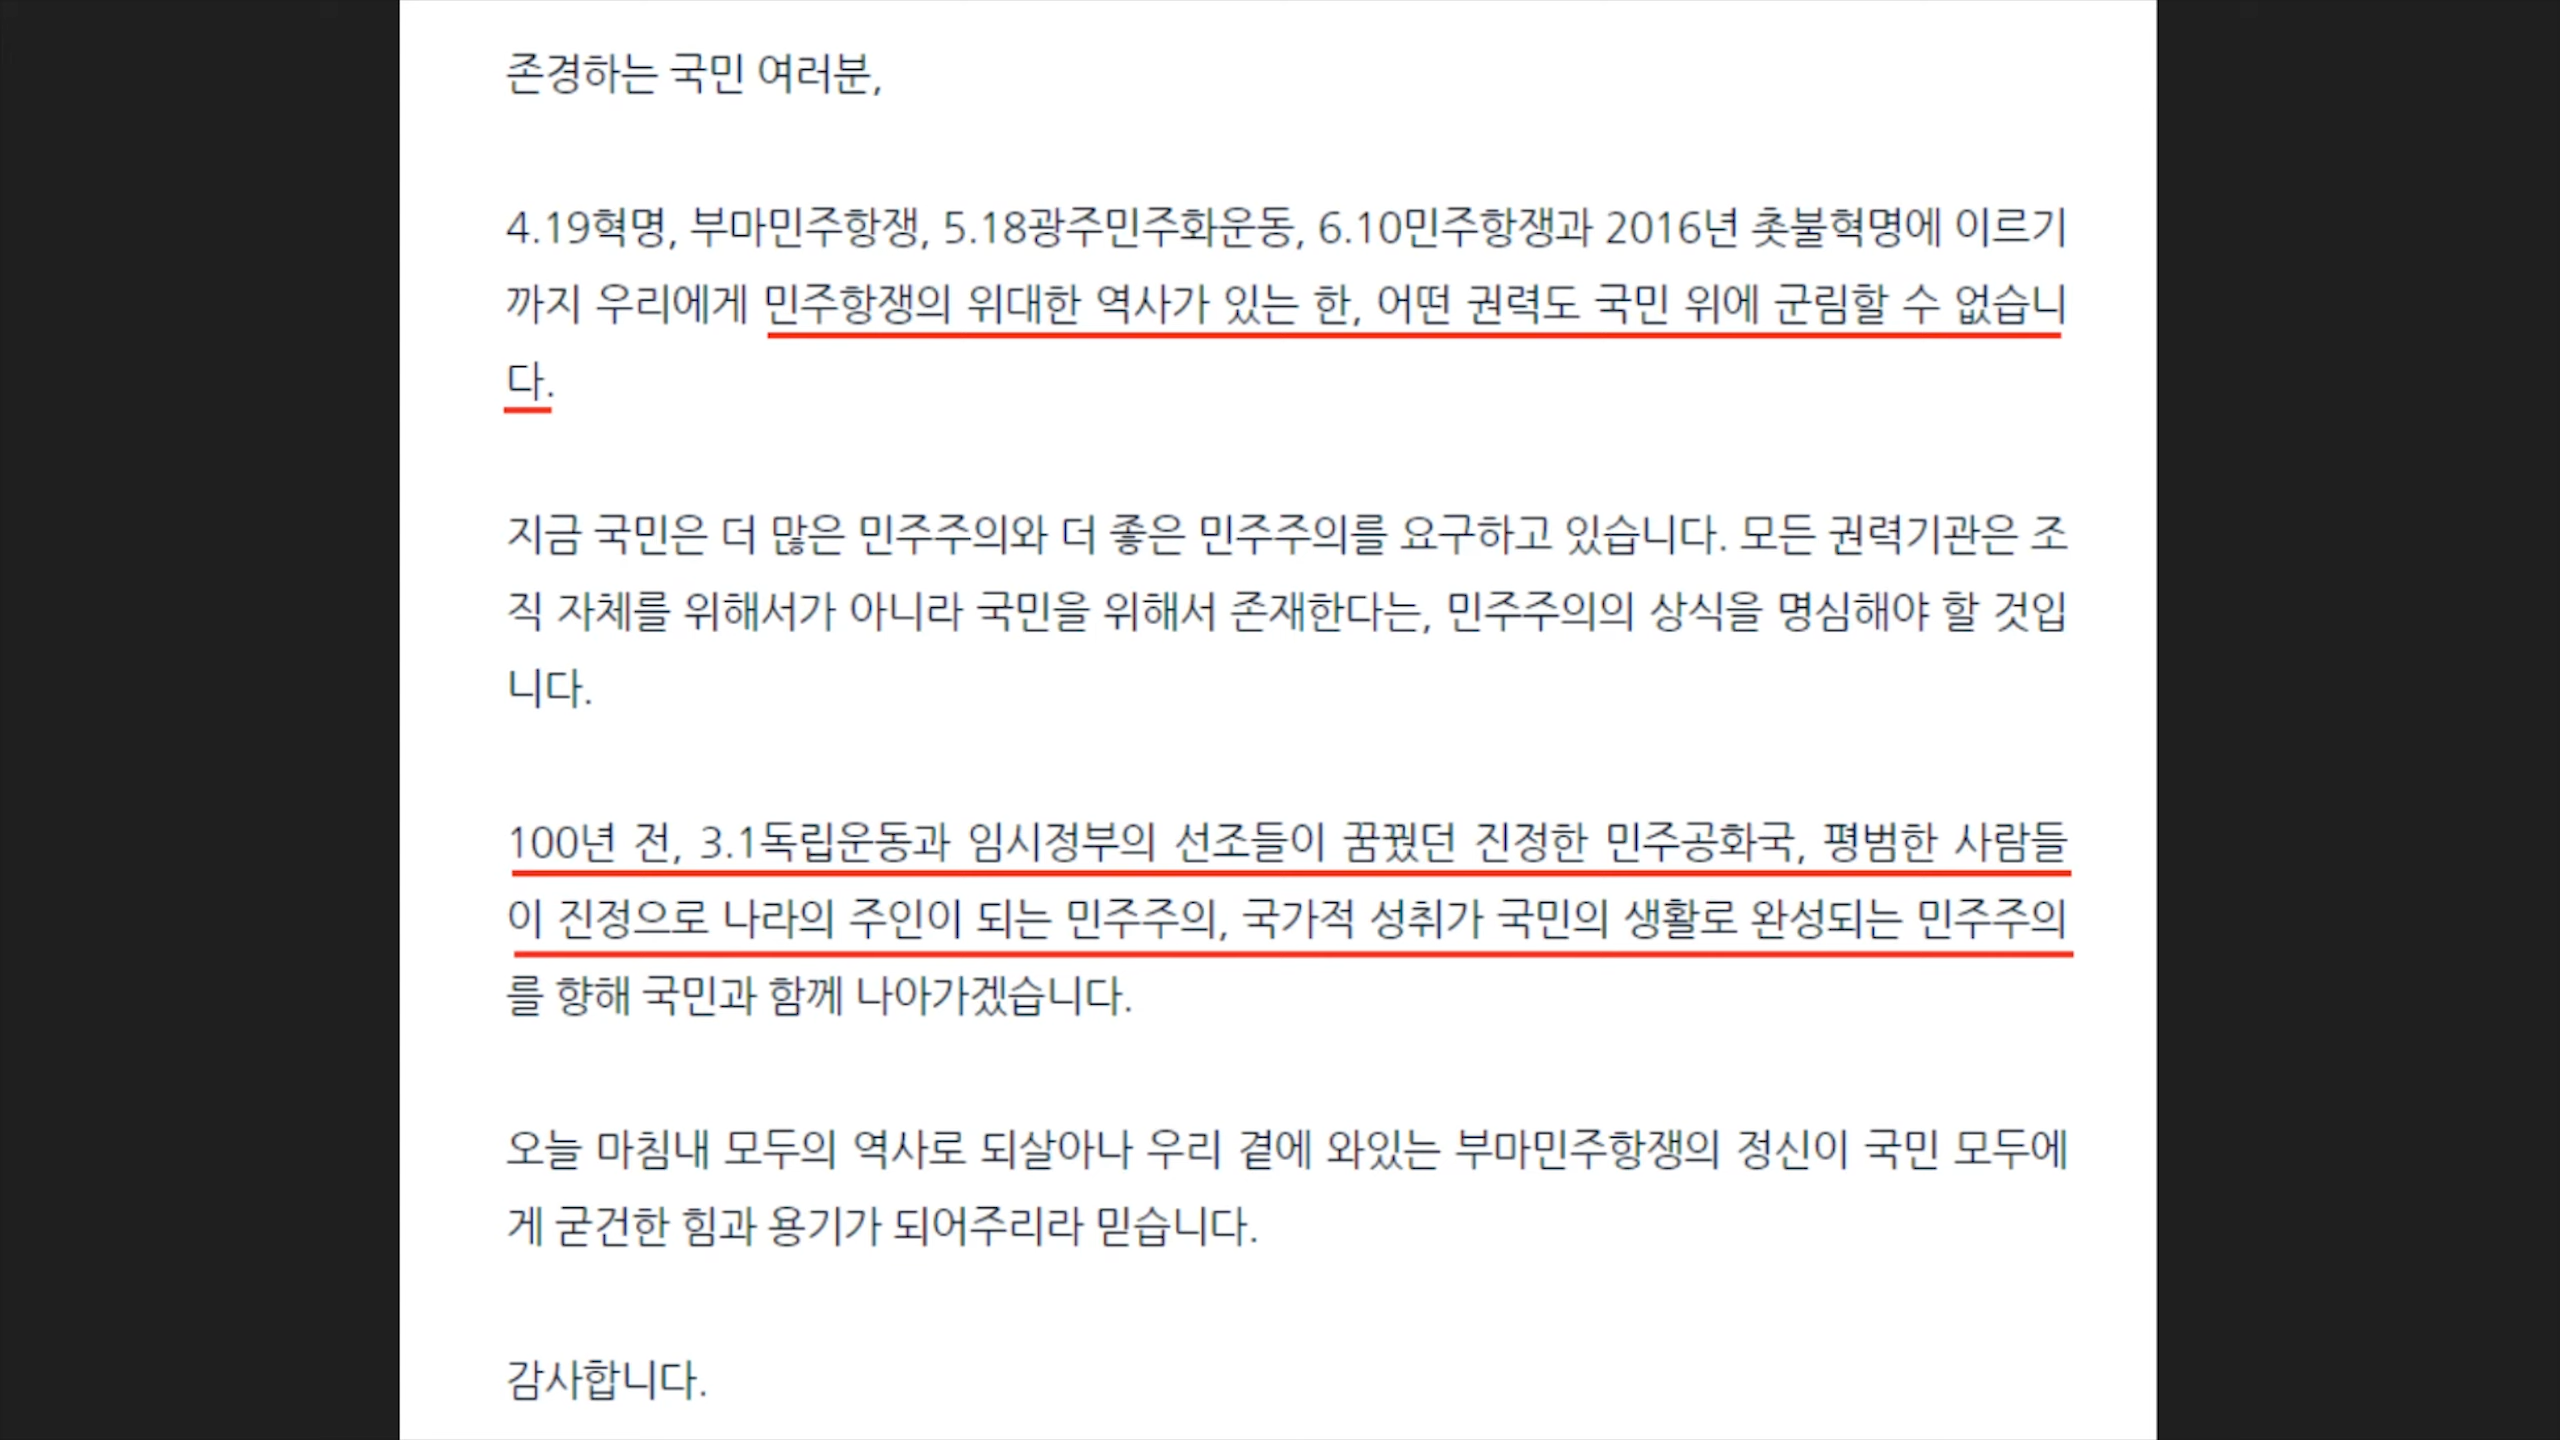 존경하는 국민 여러분,
4.19혁명, 부마민주항쟁, 5.18광주민주화운동, 6.10민주항쟁과 2016년 촛불혁명에 이르기
까지 우리에게 민주항쟁의 위대한 역사가 있는 한, 어떤 권력도 국민 위에 군림할 수 없습니
다.
지금 국민은 더 많은 민주주의와 더 좋은 민주주의를 요구하고 있습니다. 모든 권력기관은 조
직 자체를 위해서가 아니라 국민을 위해서 존재한다는, 민주주의의 상식을 명심해야 할 것입
니다.
100년 전, 3.1독립운동과 임시정부의 선조들이 꿈꿨던 진정한 민주공화국, 평범한 사람들
이 진정으로 나라의 주인이 되는 민주주의, 국가적 성취가 국민의 생활로 완성되는 민주주의
를 향해 국민과 함께 나아가겠습니다.
오늘 마침내 모두의 역사로 되살아나 우리 곁에 와있는 부마민주항쟁의 정신이 국민 모두에
게 굳건한 힘과 용기가 되어주리라 믿습니다.
감사합니다.